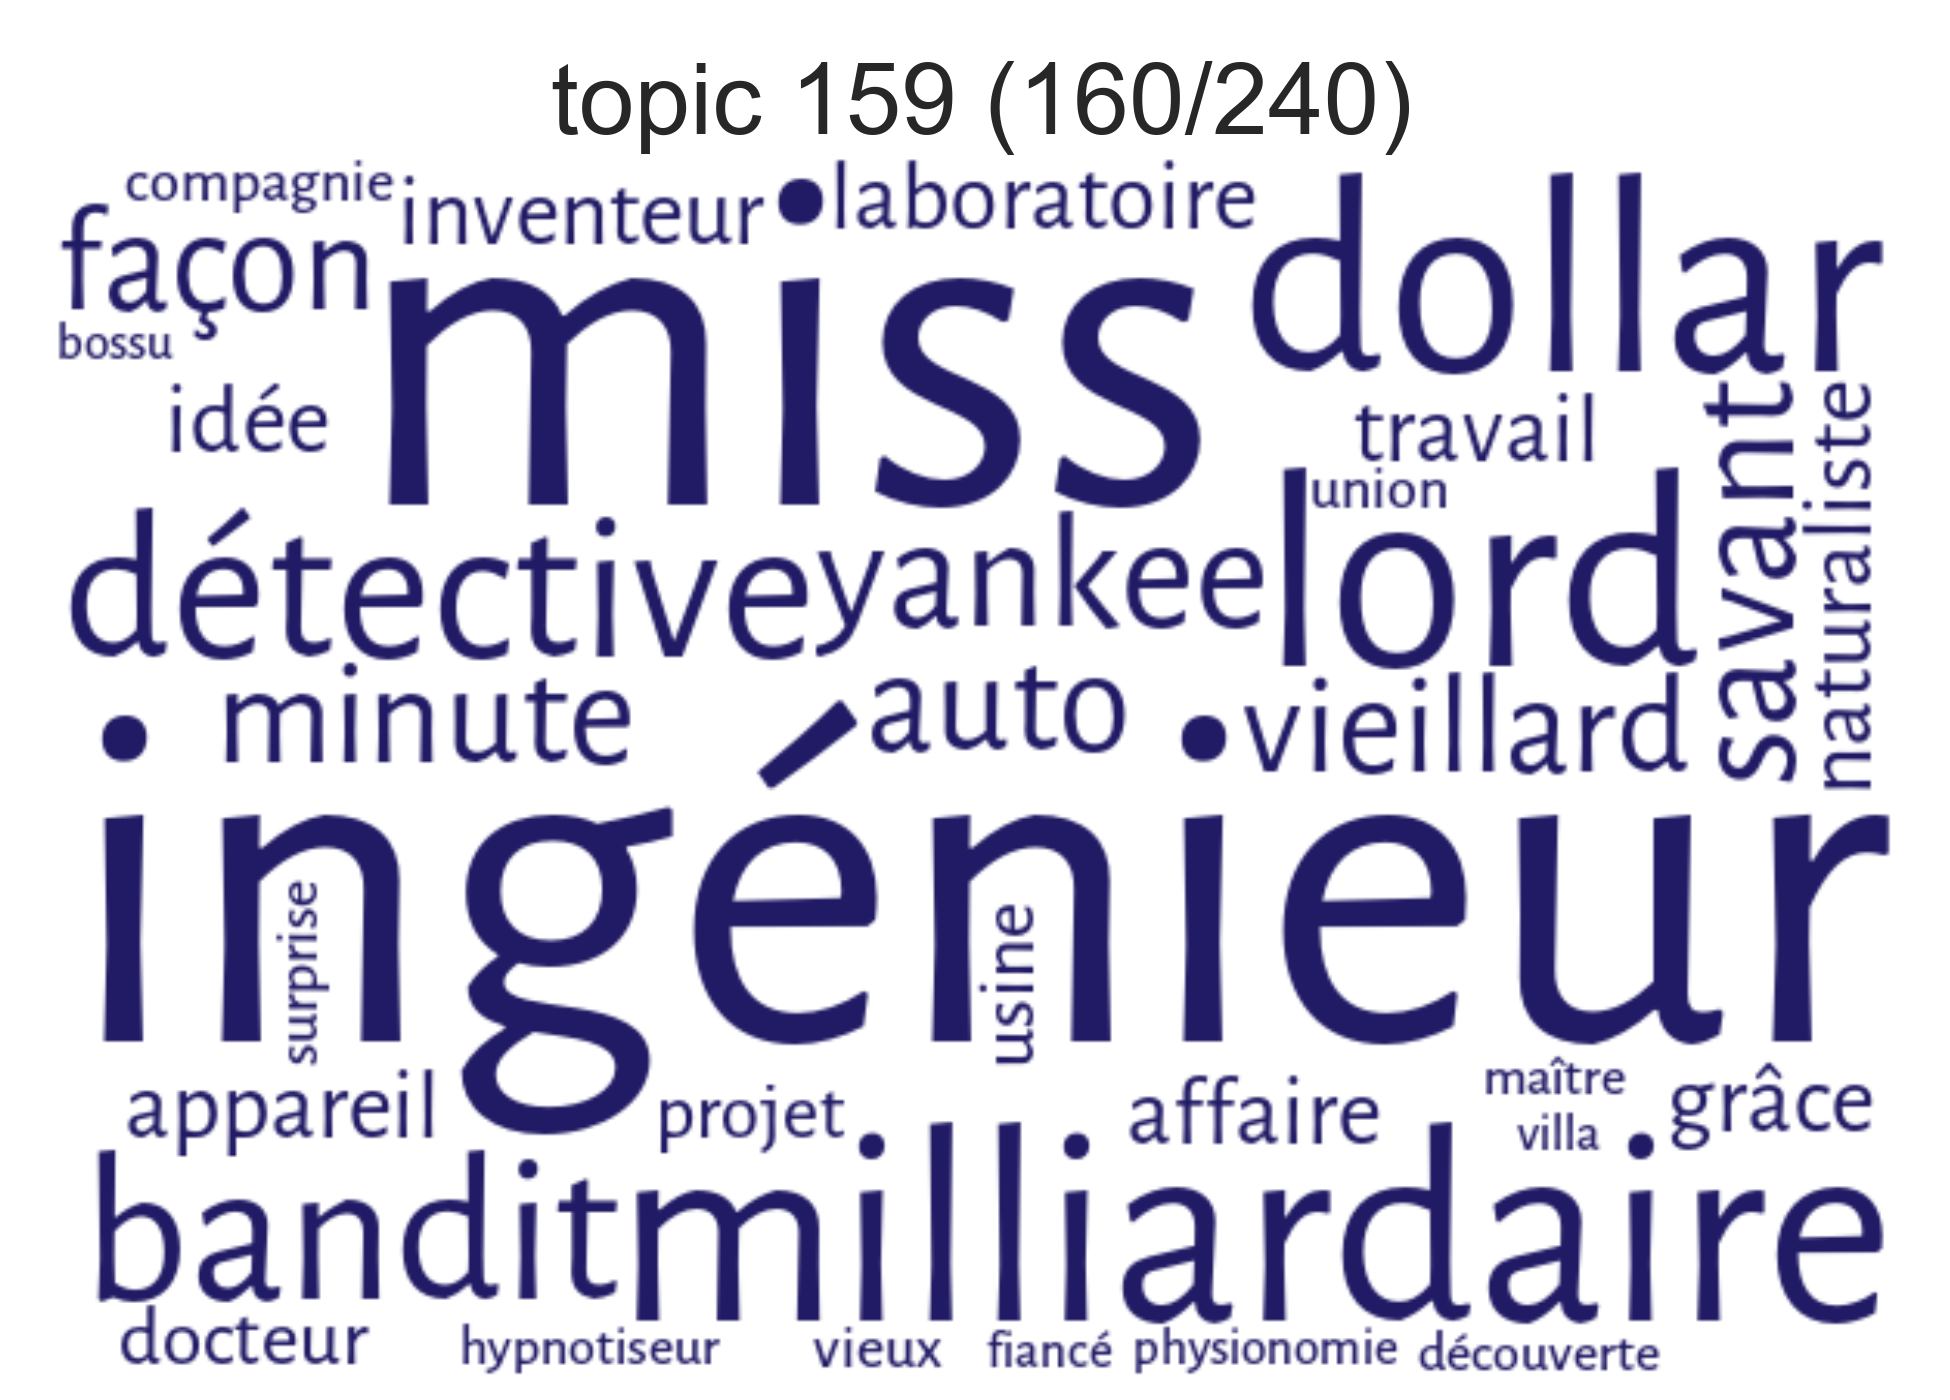 topic 159 (160/240)
compagnie
inventeur
laboratoire
dollar
façon
miss
bossu
idée
travail
savant
naturaliste
union
lord
détective
yankee
minute
auto
vieillard
ingénieur
surprise
usine
appareil
projet
affaire
maître
grâce
villa
bandit
milliardaire
docteur
hypnotiseur
vieux
fiancé
physionomie
découverte